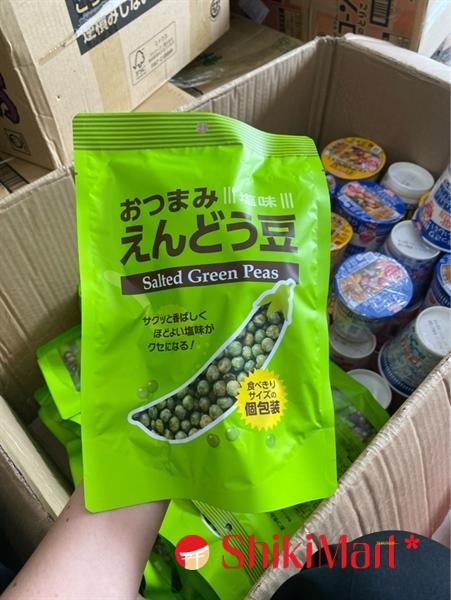 おつまみ 塩味
えんどう豆
Salted Green Peas
サクッと香ばしく
ほどよい塩味が
クセになる!
食べきり
サイズの
個包装
ShikiMart*